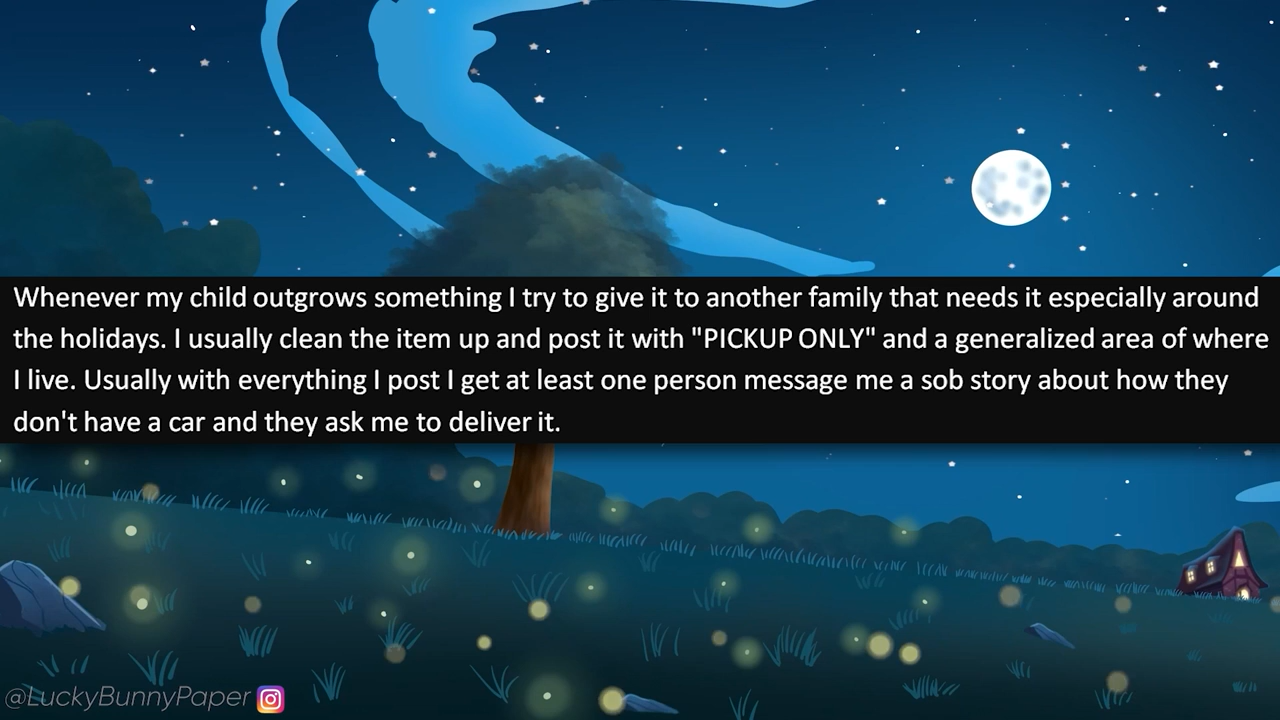 Whenever my child outgrows something I try to give it to another family that needs it especially around
the holidays. I usually clean the item up and post it with "PICKUP ONLY" and a generalized area of where
I live. Usually with everything I post I get at least one person message me a sob story about how they
don't have a car and they ask me to deliver it.
@LuckyBunnyPaper